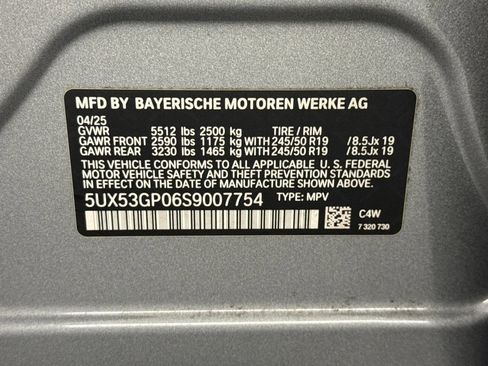 MFD BY BAYERISCHE MOTOREN WERKE AG
04/25
GVWR 5512 lbs 2500 kg TIRE / RIM
GAWR FRONT 2590 lbs 1175 kg WITH 245/50 R19 /8.5Jx 19
GAWR REAR 3230 lbs 1465 kg WITH 245/50 R19 /8.5Jx 19
THIS VEHICLE CONFORMS TO ALL APPLICABLE U. S. FEDERAL
MOTOR VEHICLE SAFETY AND THEFT PREVENTION STANDARDS
IN EFFECT ON THE DATE OF MANUFACTURE SHOWN ABOVE.
5UX53GP06S9007754 TYPE: MPV
C4W
7 320 730